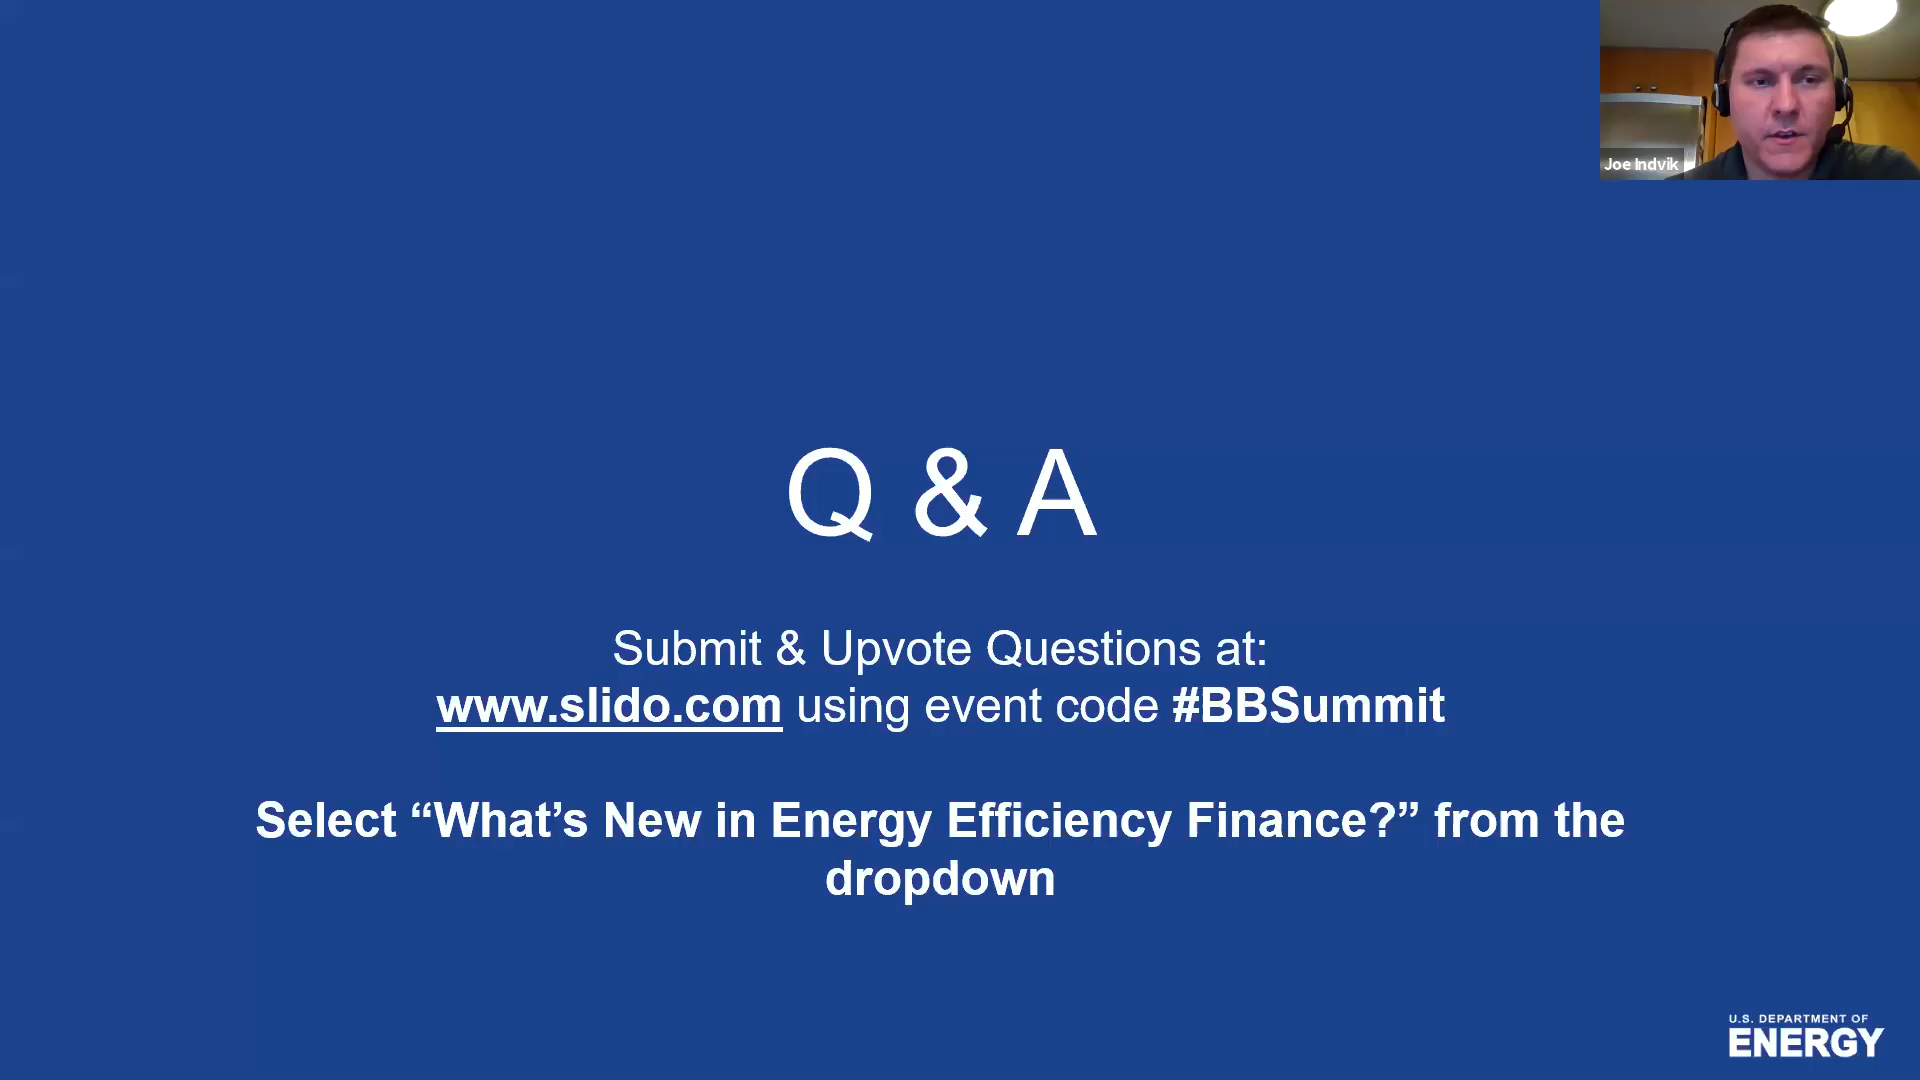 Joe Indvik
Q & A
Submit & Upvote Questions at:
www.slido.com using event code #BBSummit
Select “What’s New in Energy Efficiency Finance?” from the
dropdown
U.S. DEPARTMENT OF
ENERGY